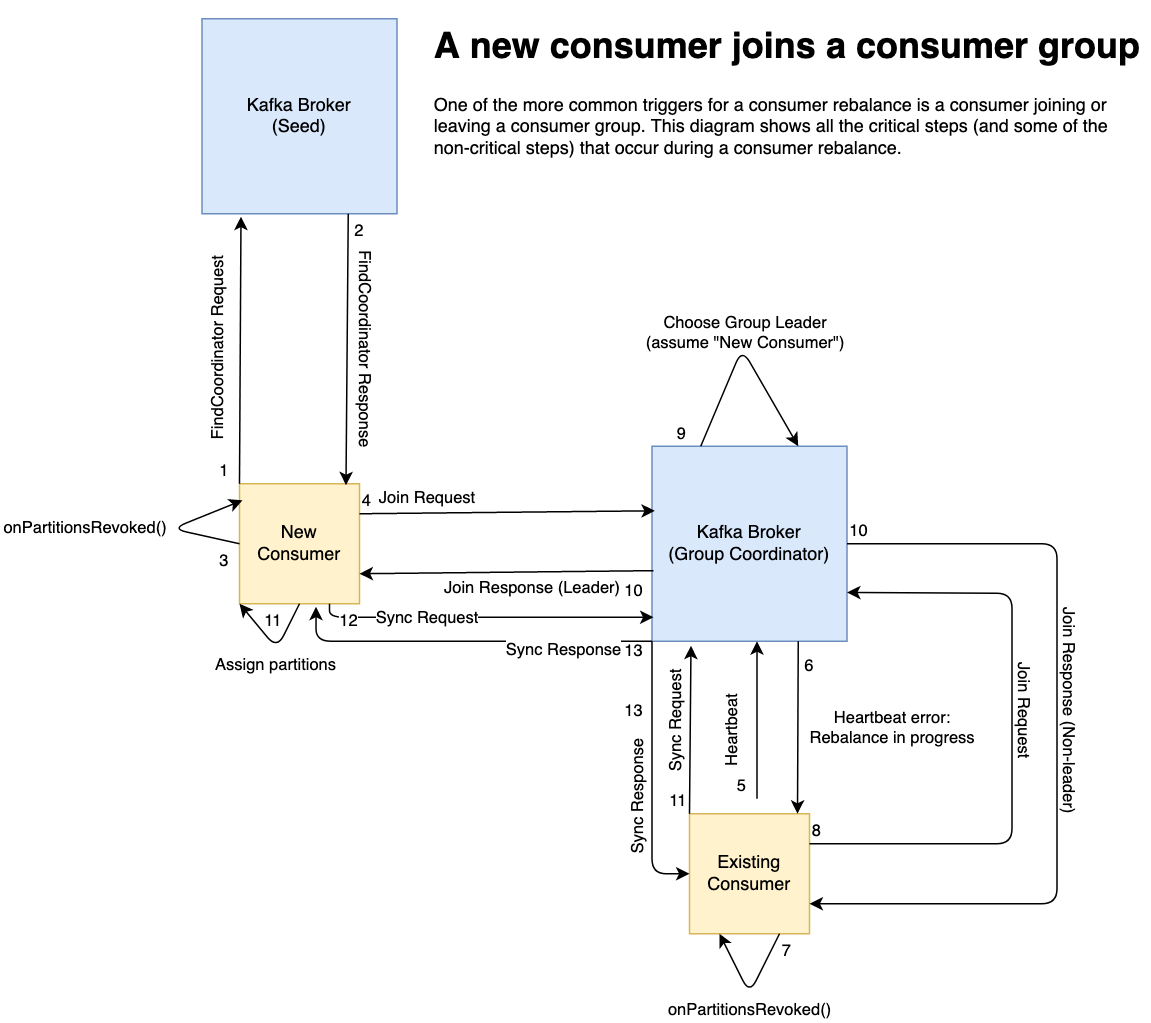 A new consumer joins a consumer group
One of the more common triggers for a consumer rebalance is a consumer joining or
leaving a consumer group. This diagram shows all the critical steps (and some of the
non-critical steps) that occur during a consumer rebalance.
Kafka Broker
(Seed)
2
FindCoordinator Request
FindCoordinator Response
1
Choose Group Leader
(assume "New Consumer")
9
onPartitionsRevoked()
3
New
Consumer
4
Join Request
Kafka Broker
(Group Coordinator)
10
Join Response (Leader)
10
11
12
Sync Request
Sync Response
13
Assign partitions
13
Sync Response
Sync Request
11
Heartbeat
5
6
Heartbeat error:
Rebalance in progress
Join Request
Join Response (Non-leader)
8
Existing
Consumer
7
onPartitionsRevoked()